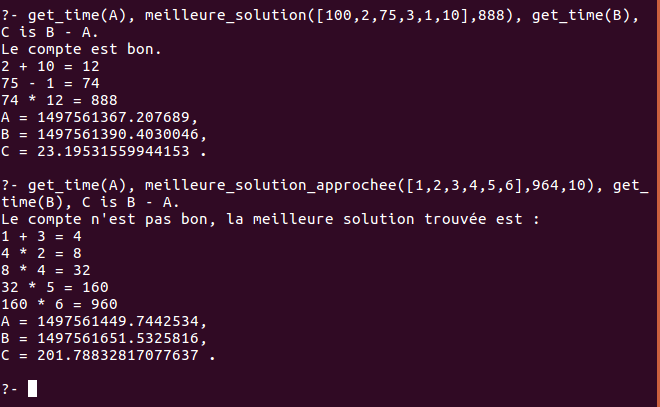 ?- get_time(A), meilleure_solution([100,2,75,3,1,10],888), get_time(B),
C is B - A.
Le compte est bon.
2 + 10 = 12
75 - 1 = 74
74 * 12 = 888
A = 1497561367.207689,
B = 1497561390.4030046,
C = 23.19531559944153 .
?- get_time(A), meilleure_solution_approchee([1,2,3,4,5,6],964,10), get_
time(B), C is B - A.
Le compte n'est pas bon, la meilleure solution trouvée est :
1 + 3 = 4
4 * 2 = 8
8 * 4 = 32
32 * 5 = 160
160 * 6 = 960
A = 1497561449.7442534,
B = 1497561651.5325816,
C = 201.78832817077637 .
?-